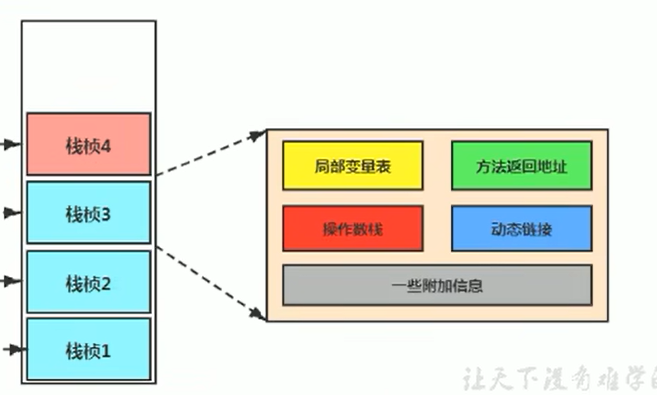 栈桢4
栈桢3
栈桢2
栈桢1
局部变量表
方法返回地址
操作数栈
动态链接
一些附加信息
让天下没有难学的